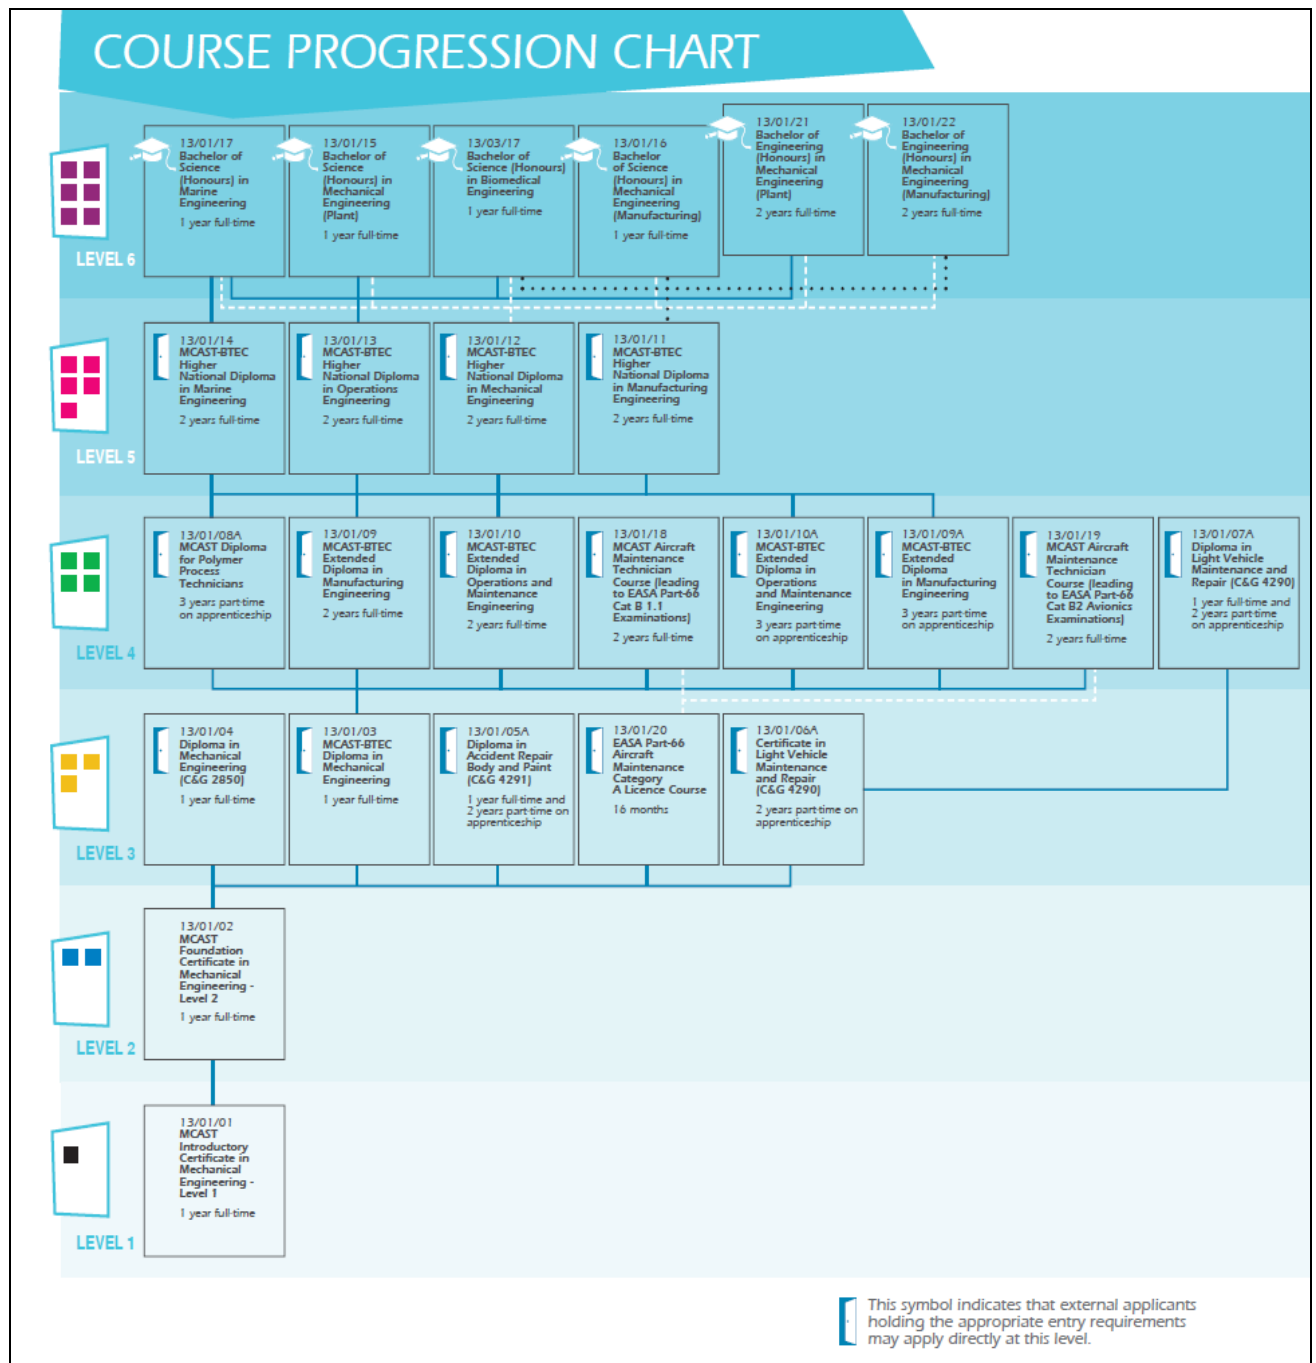 COURSE PROGRESSION CHART
13/01/17
Bachelor of
Science
(Honours) in
Marine
Engineering
1 year full-time
13/01/15
Bachelor of
Science
(Honours) in
Mechanical
Engineering
(Plant)
1 year full-time
13/03/17
Bachelor of
Science (Honours)
in Biomedical
Engineering
1 year full-time
13/01/16
Bachelor
of Science
(Honours) in
Mechanical
Engineering
(Manufacturing)
1 year full-time
13/01/21
Bachelor of
Engineering
(Honours) in
Mechanical
Engineering
(Plant)
2 years full-time
13/01/22
Bachelor of
Engineering
(Honours) in
Mechanical
Engineering
(Manufacturing)
2 years full-time
LEVEL 6
13/01/14
MCAST-BTEC
Higher
National Diploma
in Marine
Engineering
2 years full-time
13/01/13
MCAST-BTEC
Higher
National Diploma
in Operations
Engineering
2 years full-time
13/01/12
MCAST-BTEC
Higher
National Diploma
in Mechanical
Engineering
2 years full-time
13/01/11
MCAST-BTEC
Higher
National Diploma
in Manufacturing
Engineering
2 years full-time
LEVEL 5
13/01/08A
MCAST Diploma
for Polymer
Process
Technicians
3 years part-time
on apprenticeship
13/01/09
MCAST-BTEC
Extended
Diploma in
Manufacturing
Engineering
2 years full-time
13/01/10
MCAST-BTEC
Extended
Diploma in
Operations and
Maintenance
Engineering
2 years full-time
13/01/18
MCAST Aircraft
Maintenance
Technician
Course (leading
to EASA Part-66
Cat B 1.1
Examinations)
2 years full-time
13/01/10A
MCAST-BTEC
Extended
Diploma in
Operations
and Maintenance
Engineering
3 years part-time
on apprenticeship
13/01/09A
MCAST-BTEC
Extended
Diploma
in Manufacturing
Engineering
3 years part-time
on apprenticeship
13/01/19
MCAST Aircraft
Maintenance
Technician
Course (leading
to EASA Part-66
Cat B2 Avionics
Examinations)
2 years full-time
13/01/07A
Diploma in
Light Vehicle
Maintenance and
Repair (C&G 4290)
1 year full-time and
2 years part-time
on apprenticeship
LEVEL 4
13/01/04
Diploma in
Mechanical
Engineering
(C&G 2850)
1 year full-time
13/01/03
MCAST-BTEC
Diploma in
Mechanical
Engineering
1 year full-time
13/01/05A
Diploma in
Accident Repair
Body and Paint
(C&G 4291)
1 year full-time and
2 years part-time on
apprenticeship
13/01/20
EASA Part-66
Aircraft
Maintenance
Category
A Licence Course
16 months
13/01/06A
Certificate in
Light Vehicle
Maintenance
and Repair
(C&G 4290)
2 years part-time on
apprenticeship
LEVEL 3
13/01/02
MCAST
Foundation
Certificate in
Mechanical
Engineering -
Level 2
1 year full-time
LEVEL 2
13/01/01
MCAST
Introductory
Certificate in
Mechanical
Engineering -
Level 1
1 year full-time
LEVEL 1
This symbol indicates that external applicants
holding the appropriate entry requirements
may apply directly at this level.